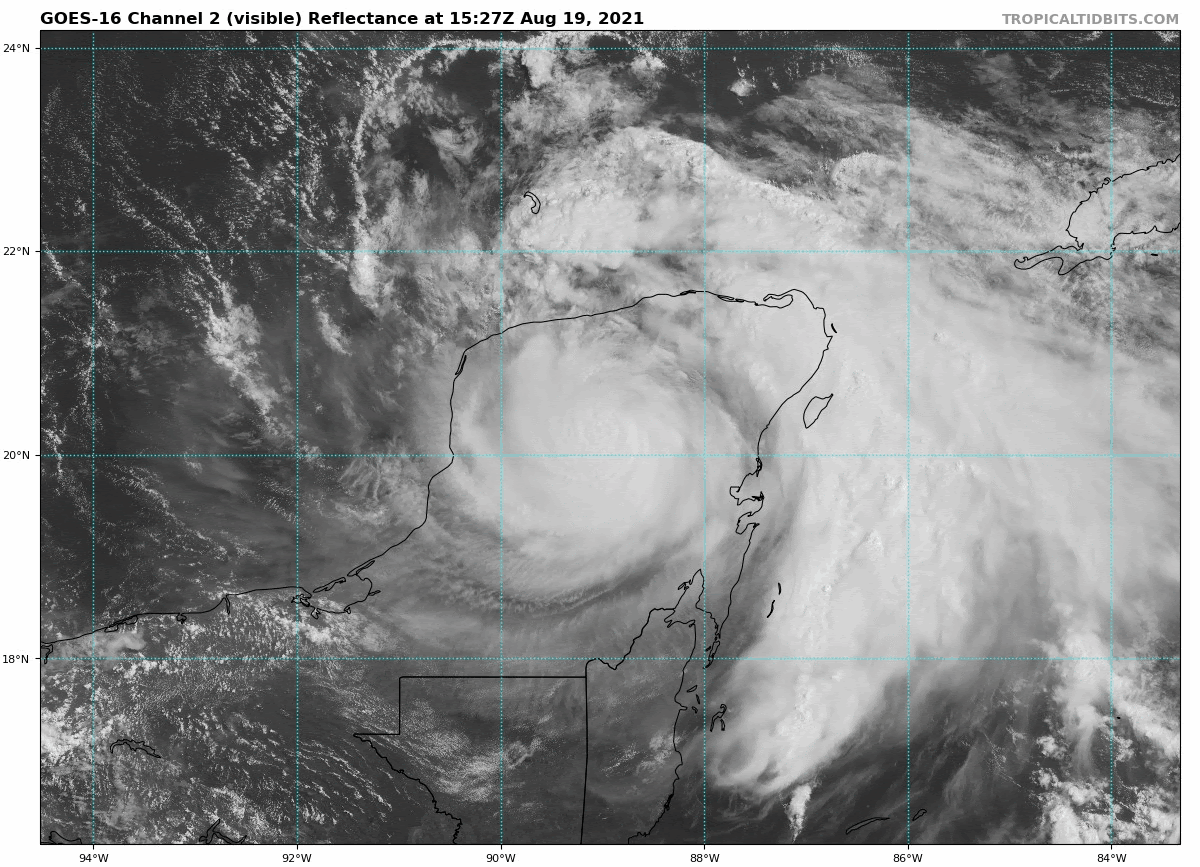 GOES-16 Channel 2 (visible) Reflectance at 15:27Z Aug 19, 2021
TROPICALTIDBITS.COM
24°N
22°N
20°N
18°N
94°W
92°W
90°W
88°W
86°W
84°W